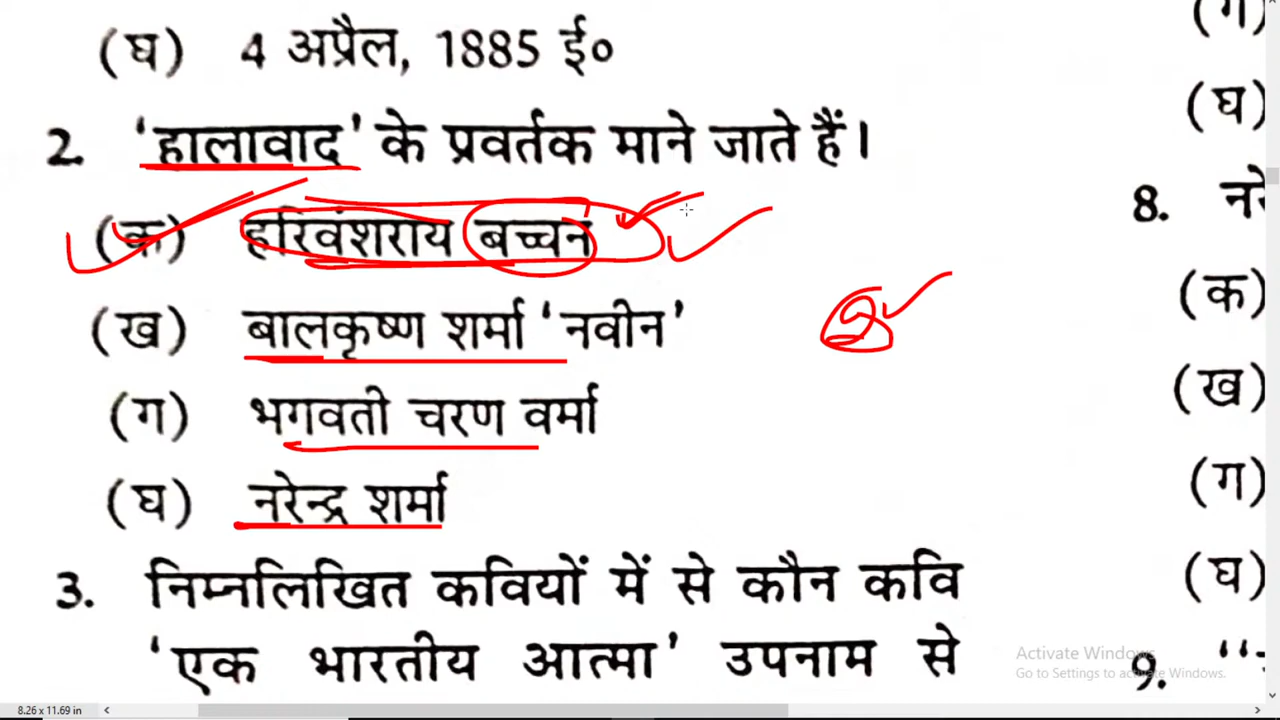 (घ) 4 अप्रैल, 1885 ई०
2. 'हालावाद' के प्रवर्तक माने जाते हैं।
(क) हरिवंशराय बच्चन
(ख) बालकृष्ण शर्मा 'नवीन'
(ग) भगवती चरण वर्मा
(घ) नरेन्द्र शर्मा
3. निम्नलिखित कवियों में से कौन कवि
'एक भारतीय आत्मा' उपनाम से
(ग)
(घ)
8.
(क)
(ख)
(ग)
(घ)
9.
Activate Windows
Go to Settings to activate Windows.
8.26 x 11.69 in